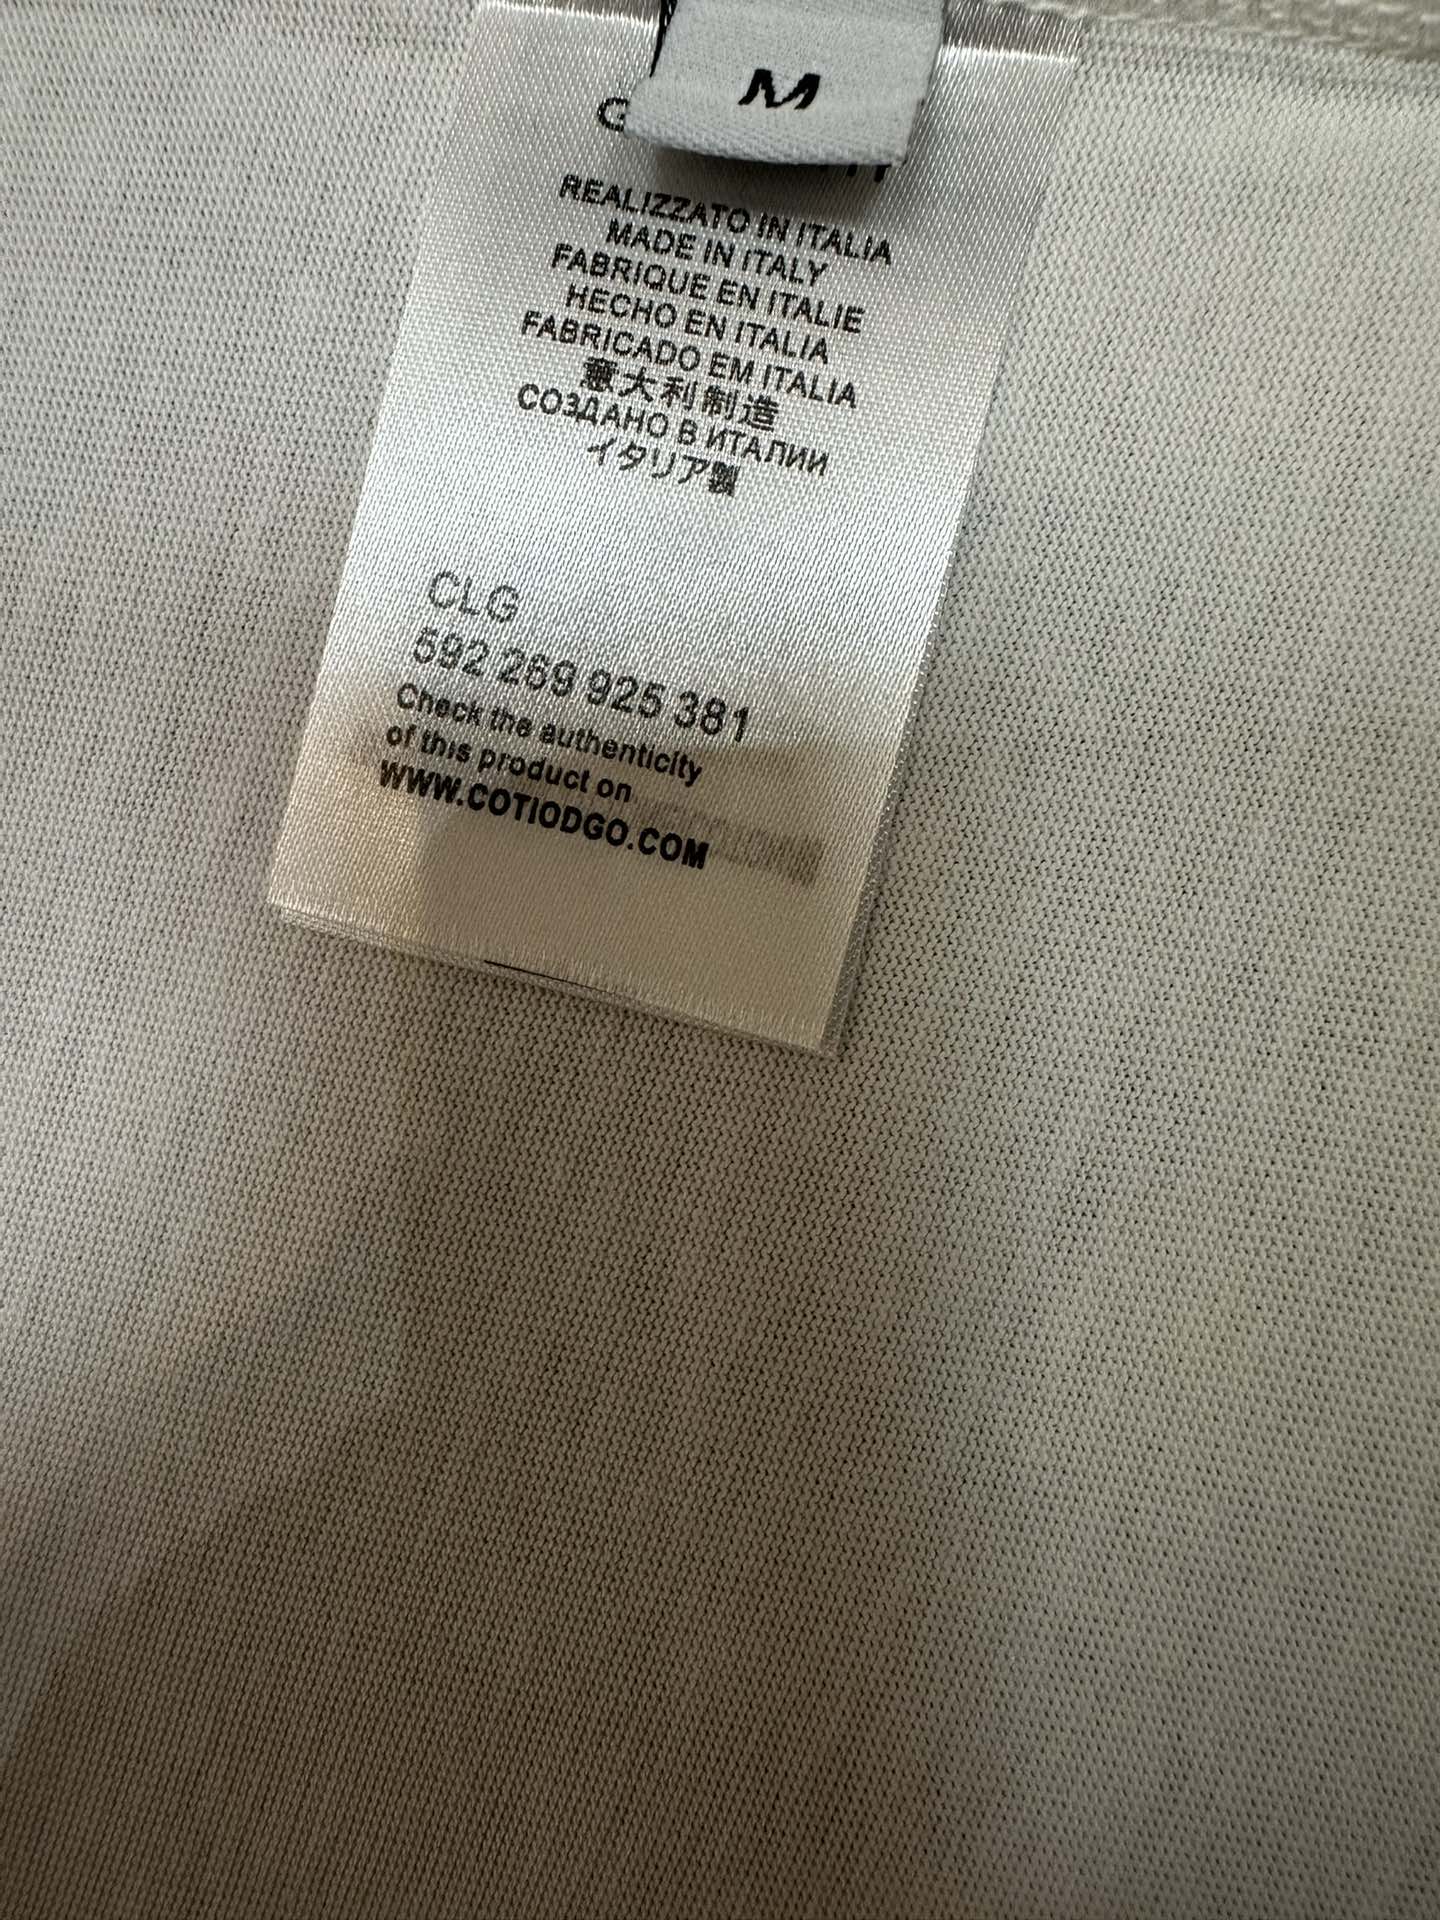 M
REALIZZATO IN ITALIA
MADE IN ITALY
FABRIQUE EN ITALIE
HECHO EN ITALIA
FABRICADO EM ITALIA
意大利制造
СОЗДАНО В ИТАЛИИ
イタリア製
CLG
592 269 925 381
Check the authenticity
of this product on
WWW.COTIODGO.COM